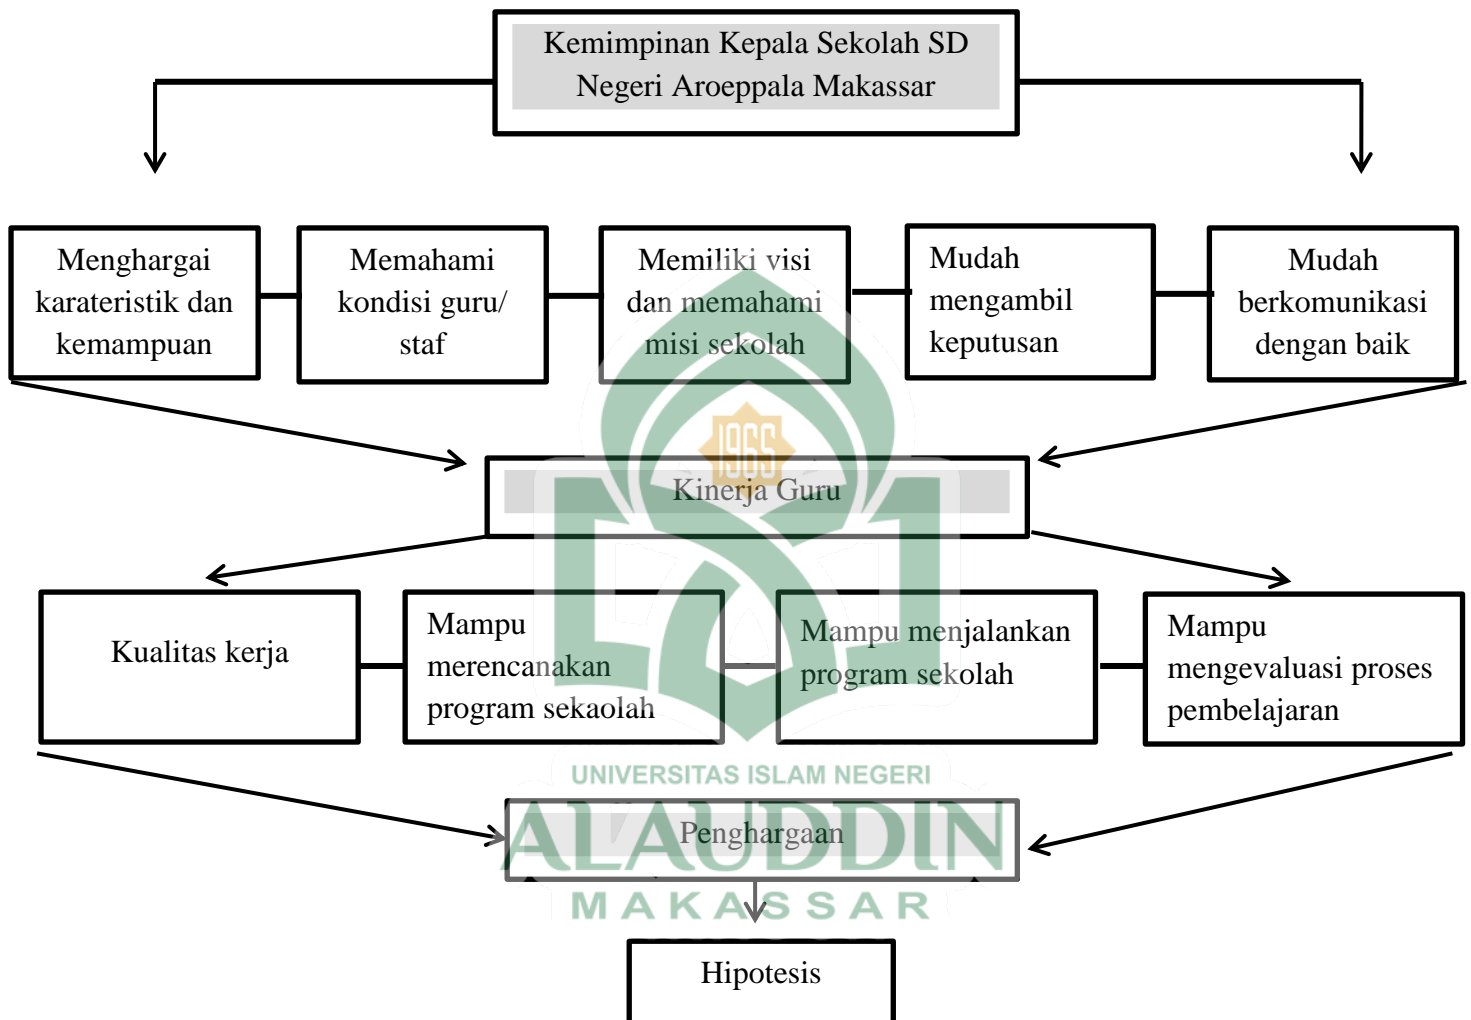 Kemimpinan Kepala Sekolah SD
Negeri Aroeppala Makassar
Menghargai
karateristik dan
kemampuan
Memahami
kondisi guru/
staf
Memiliki visi
dan memahami
misi sekolah
Mudah
mengambil
keputusan
Mudah
berkomunikasi
dengan baik
1965
Kinerja Guru
Kualitas kerja
Mampu
merencanakan
program sekaolah
Mampu menjalankan
program sekolah
Mampu
mengevaluasi proses
pembelajaran
UNIVERSITAS ISLAM NEGERI
ALAUDDIN
Penghargaan
MAKASSAR
Hipotesis